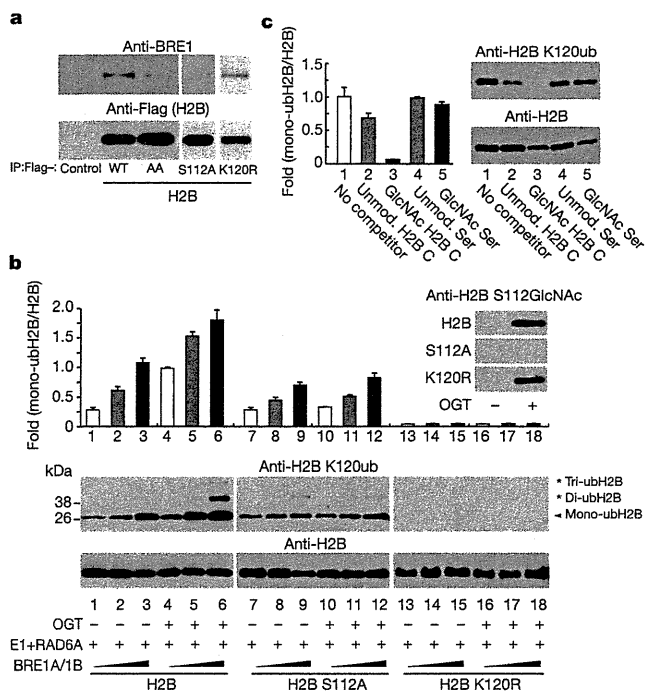 a
Anti-BRE1
Anti-Flag (H2B)
IP:Flag-: Control WT AA S112A K120R
H2B
c
Fold (mono-ubH2B/H2B)
1.5
1.0
0.5
0
1 2 3 4 5
No competitor
Unmod. H2B C
GlcNAc H2B C
Unmod. Ser
GlcNAc Ser
Anti-H2B K120ub
Anti-H2B
1 2 3 4 5
No competitor
Unmod. H2B C
GlcNAc H2B C
Unmod. Ser
GlcNAc Ser
b
Fold (mono-ubH2B/H2B)
2.0
1.5
1.0
0.5
0
1 2 3 4 5 6 7 8 9 10 11 12 13 14 15 16 17 18
Anti-H2B S112GlcNAc
H2B
S112A
K120R
OGT − +
kDa
Anti-H2B K120ub
38
26
* Tri-ubH2B
* Di-ubH2B
◄ Mono-ubH2B
Anti-H2B
1 2 3 4 5 6 7 8 9 10 11 12 13 14 15 16 17 18
OGT − − − + + + − − − + + + − − − + + +
E1+RAD6A + + + + + + + + + + + + + + + + + +
BRE1A/1B
H2B H2B S112A H2B K120R